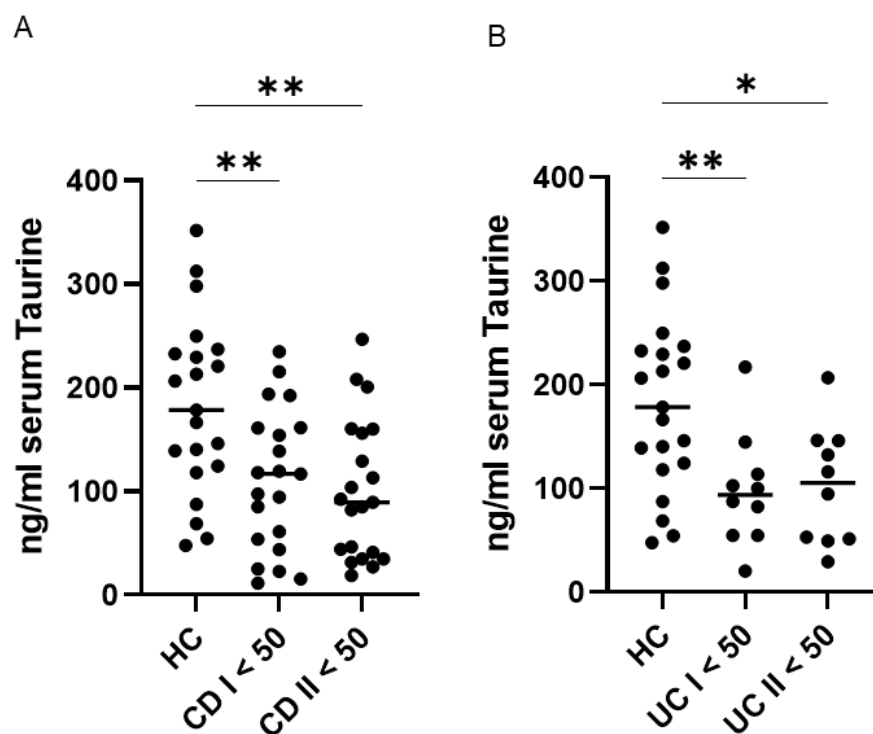 A
**
**
400
300
200
100
0
ng/ml serum Taurine
HC
CD I < 50
CD II < 50
B
*
**
400
300
200
100
0
ng/ml serum Taurine
HC
UC I < 50
UC II < 50